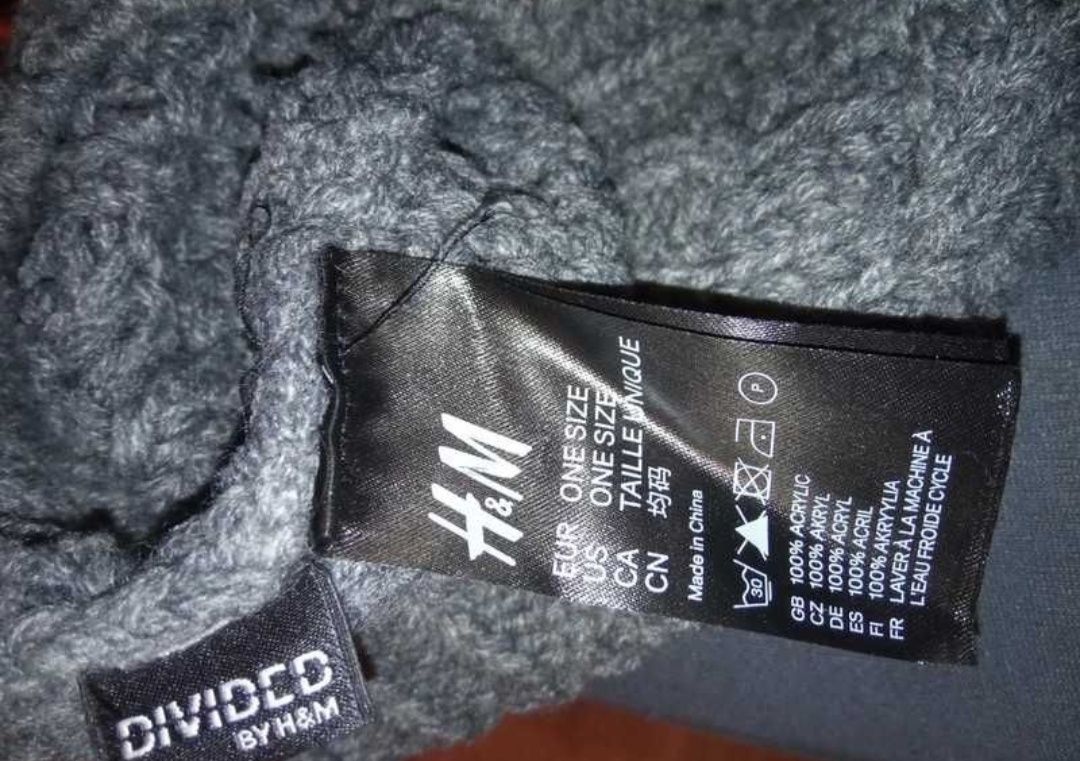 H&M
EUR ONE SIZE
US ONE SIZE
CA TAILLE UNIQUE
CN 均码
Made in China
30 P
GB 100% ACRYLIC
CZ 100% AKRYL
DE 100% ACRYL
ES 100% ACRIL
FI 100% AKRYYLIA
FR LAVER À LA MACHINE A
L'EAU FROIDE CYCLE
DIVIDED
BY H&M